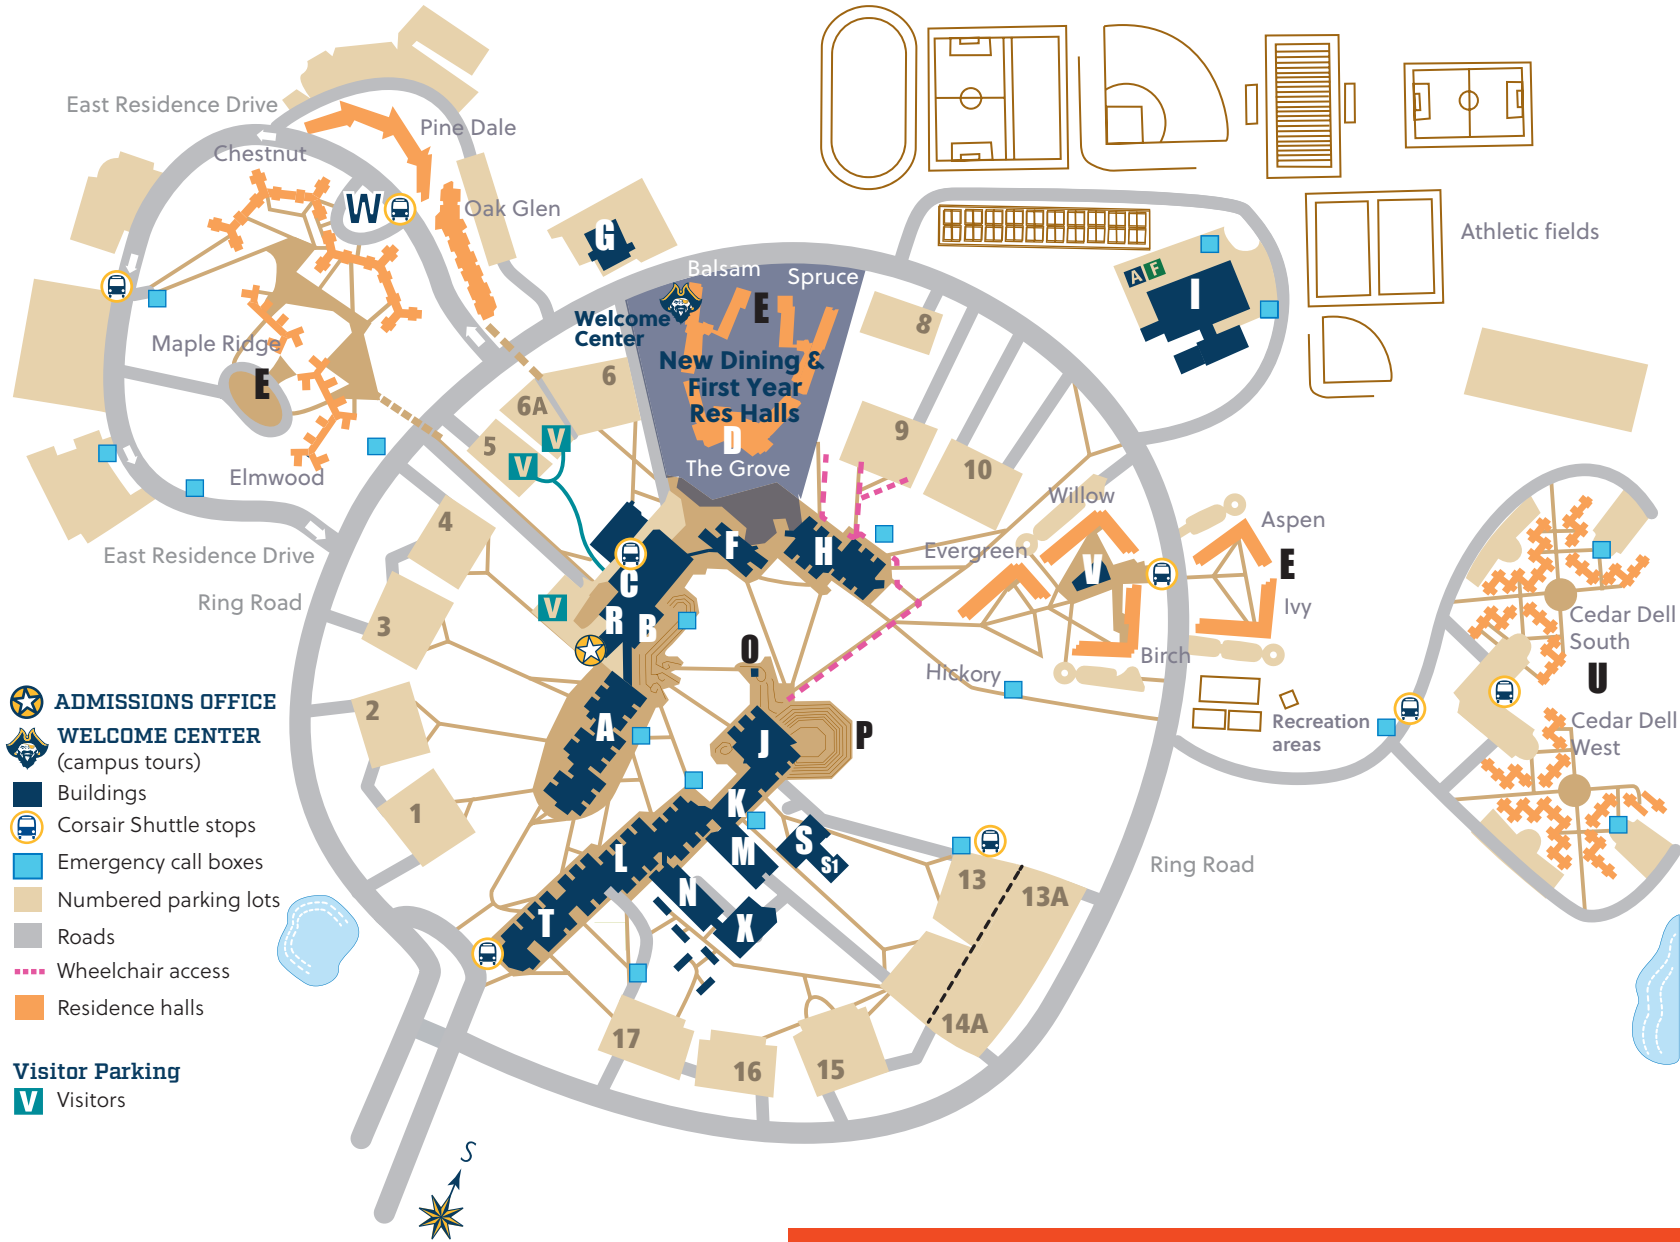 East Residence Drive
Pine Dale
Chestnut
W
Oak Glen
G
Balsam
Spruce
E
Welcome
Center
New Dining &
First Year
Res Halls
D
The Grove
Athletic fields
A F
I
Maple Ridge
E
Elmwood
East Residence Drive
Ring Road
8
6
6A
5
V
V
9
10
4
3
2
1
Willow
Evergreen
V
Aspen
E
Ivy
Birch
Hickory
F
H
C
R
B
V
O
A
J
P
K
L
M
S
S1
N
T
X
Cedar Dell
South
U
Cedar Dell
West
Recreation
areas
Ring Road
13
13A
14A
15
16
17
ADMISSIONS OFFICE
WELCOME CENTER
(campus tours)
Buildings
Corsair Shuttle stops
Emergency call boxes
Numbered parking lots
Roads
Wheelchair access
Residence halls
Visitor Parking
V Visitors
S